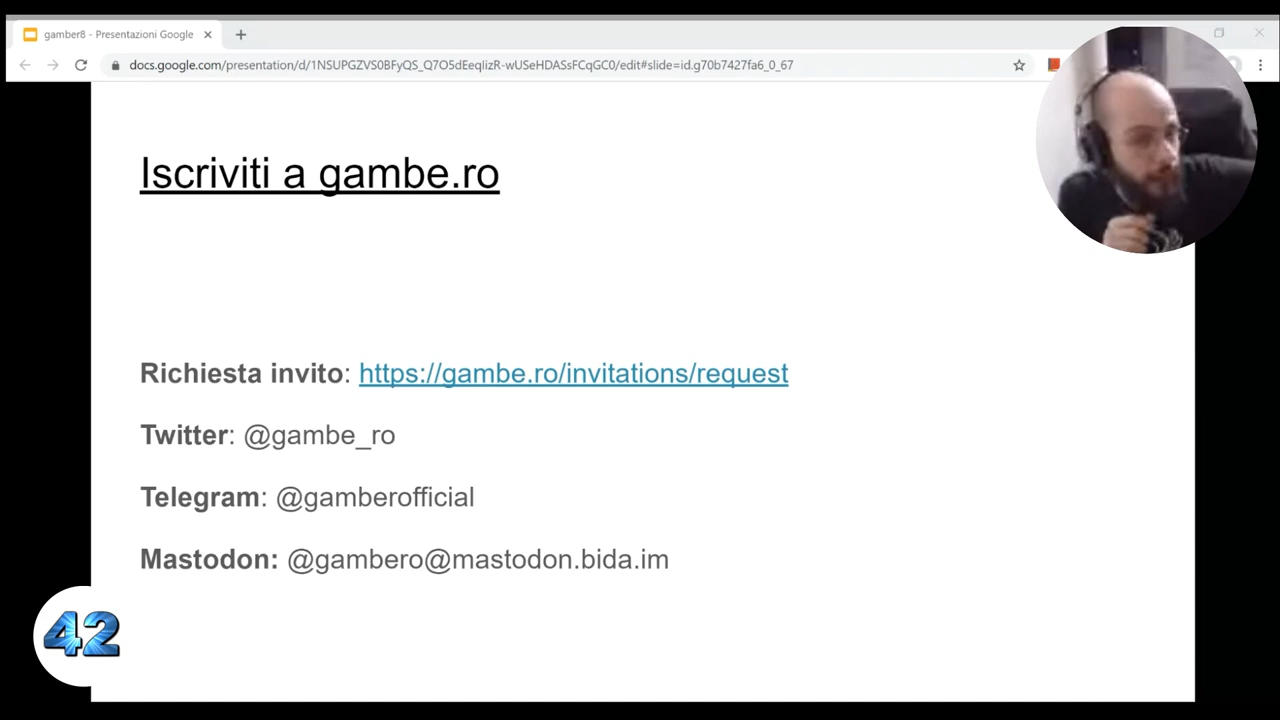 gamber8 - Presentazioni Google
docs.google.com/presentation/d/1NSUPGZVS0BFyQS_Q7O5dEeqIizR-wUSeHDASsFCqGC0/edit#slide=id.g70b7427fa6_0_67
Iscriviti a gambe.ro
Richiesta invito: https://gambe.ro/invitations/request
Twitter: @gambe_ro
Telegram: @gamberofficial
Mastodon: @gambero@mastodon.bida.im
42